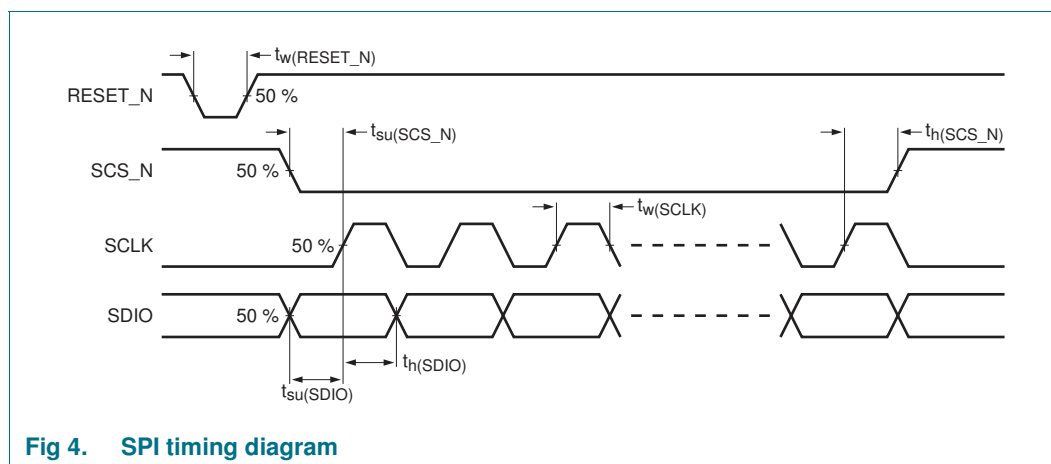 tw(RESET_N)
RESET_N
50 %
tsu(SCS_N)
th(SCS_N)
SCS_N
50 %
tw(SCLK)
SCLK
50 %
SDIO
50 %
th(SDIO)
tsu(SDIO)
Fig 4. SPI timing diagram